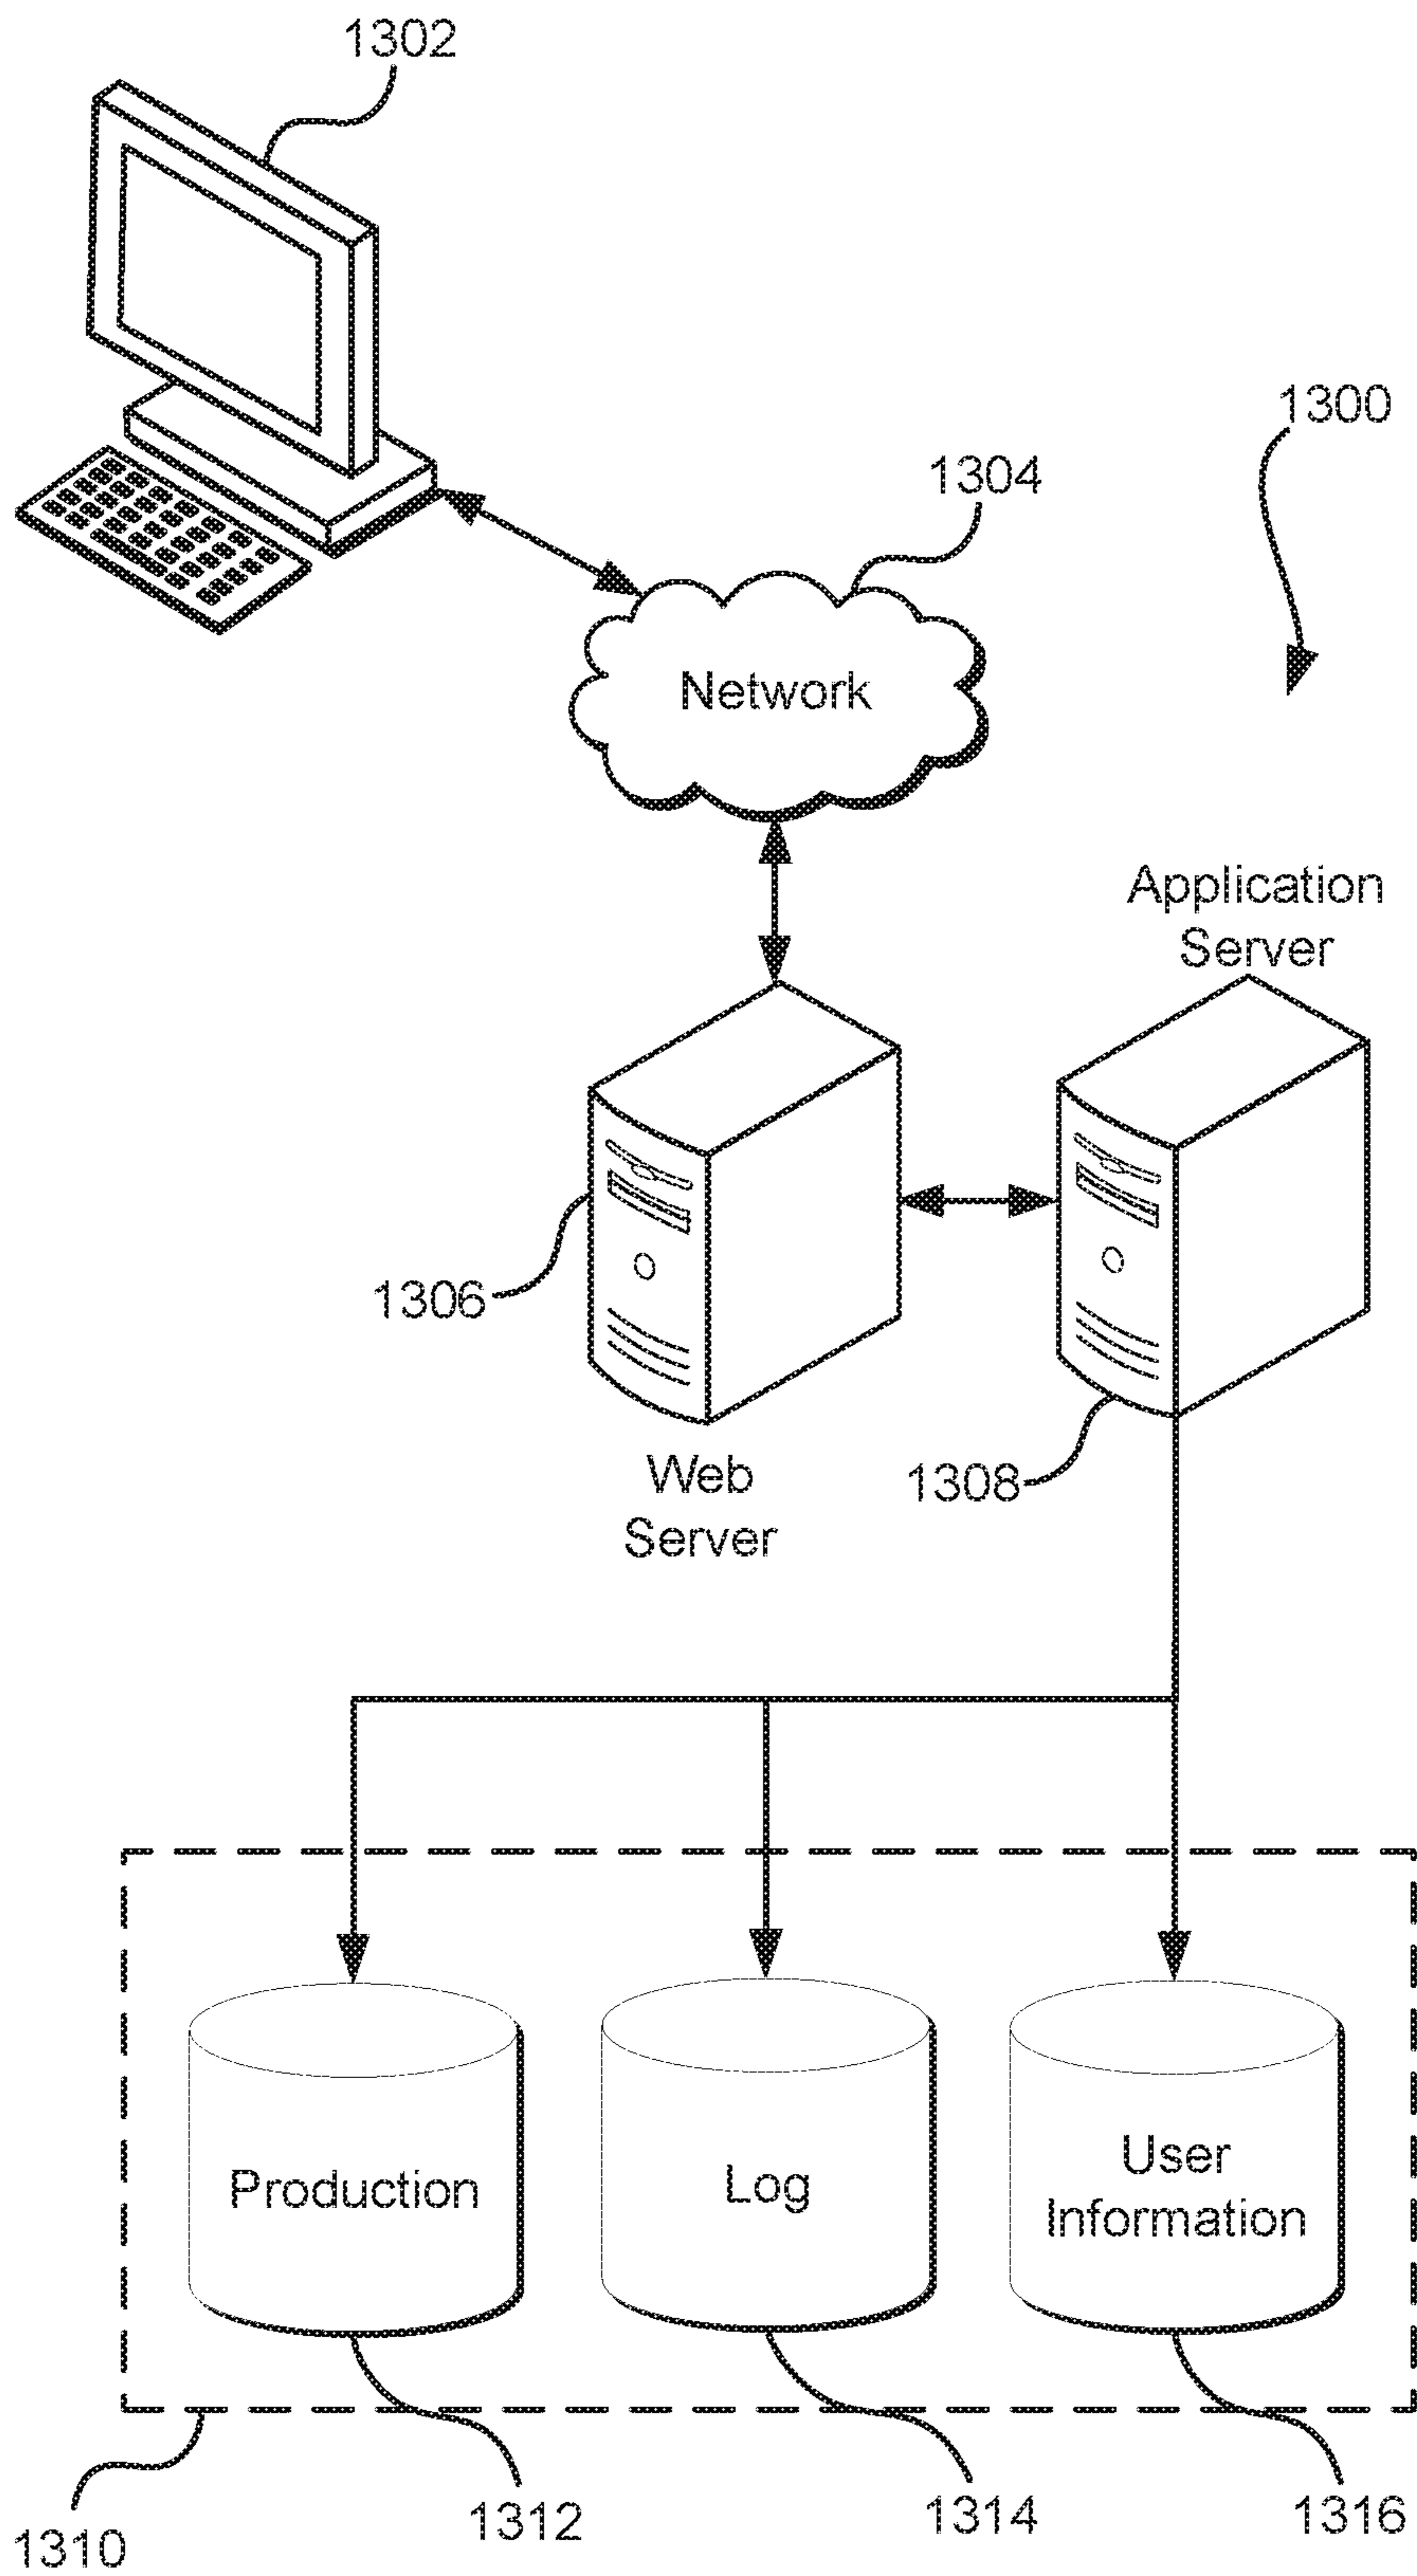 1302
1300
1304
Network
Application
Server
1306
Web
Server
1308
Production
Log
User
Information
1310
1312
1314
1316